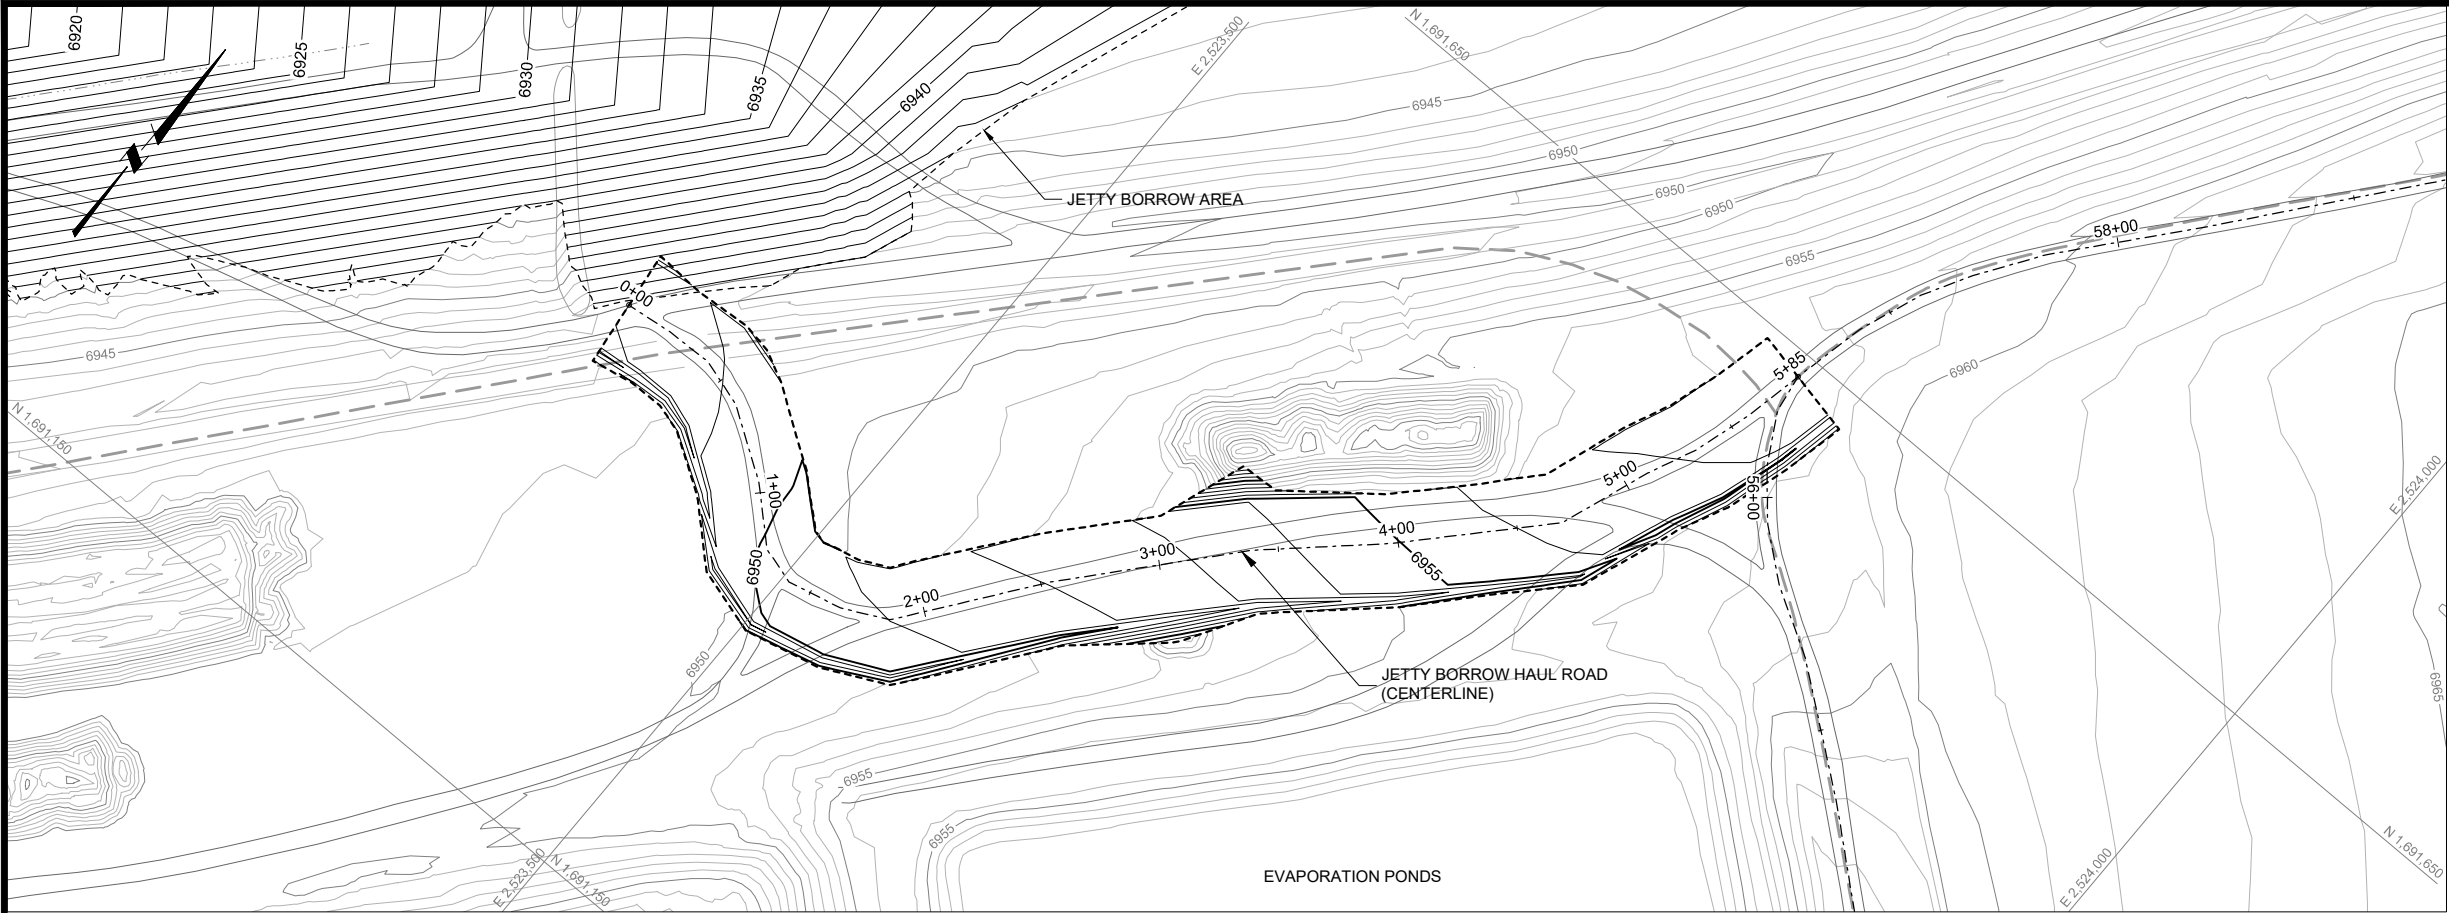 6920
6925
6930
6935
6940
E 2,523,500
N 1,691,650
6945
6950
6950
6950
JETTY BORROW AREA
58+00
6955
0+00
6945
5+85
6960
N 1,691,150
1+00
5+00
56+00
E 2,524,000
4+00
3+00
6955
6950
2+00
6950
JETTY BORROW HAUL ROAD
(CENTERLINE)
6965
6955
6955
EVAPORATION PONDS
E 2,523,500
N 1,691,150
E 2,524,000
N 1,691,650